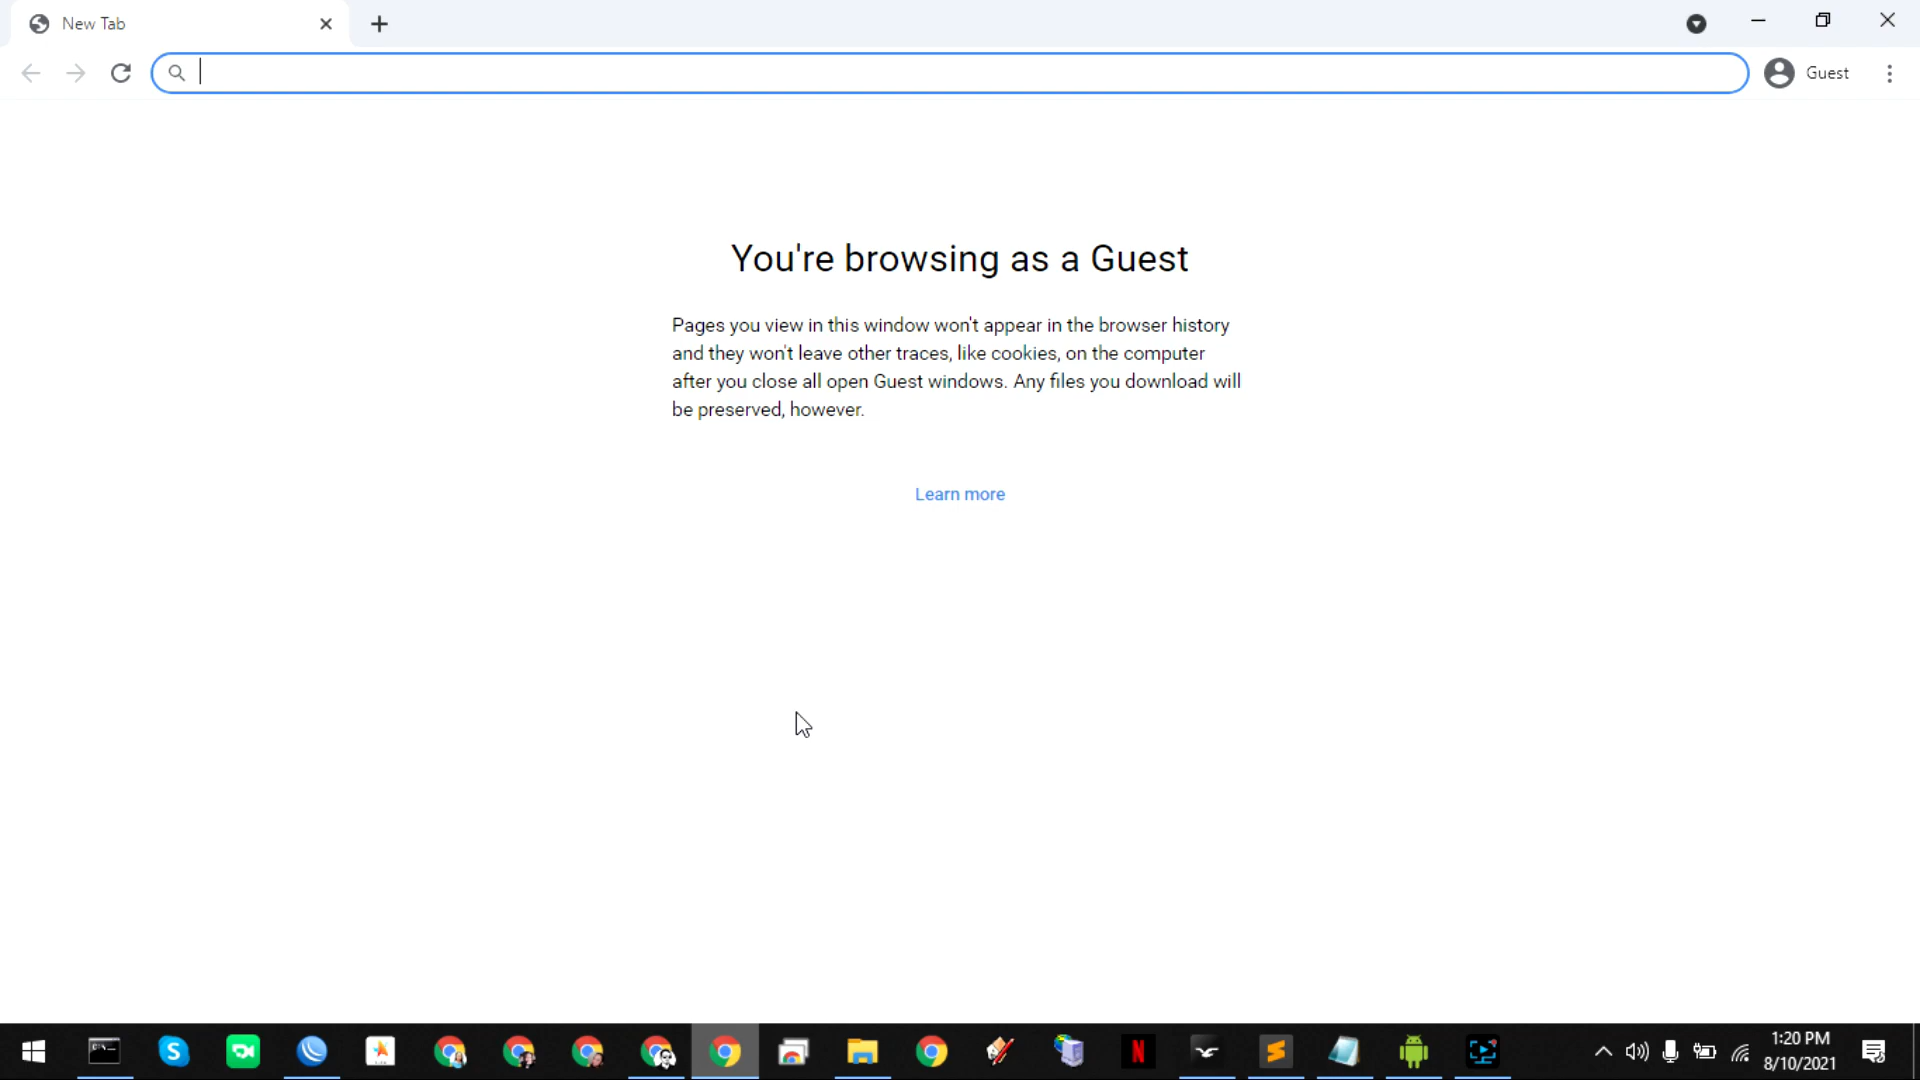 New Tab
Guest
You're browsing as a Guest
Pages you view in this window won't appear in the browser history
and they won't leave other traces, like cookies, on the computer
after you close all open Guest windows. Any files you download will
be preserved, however.
Learn more
1:20 PM
8/10/2021